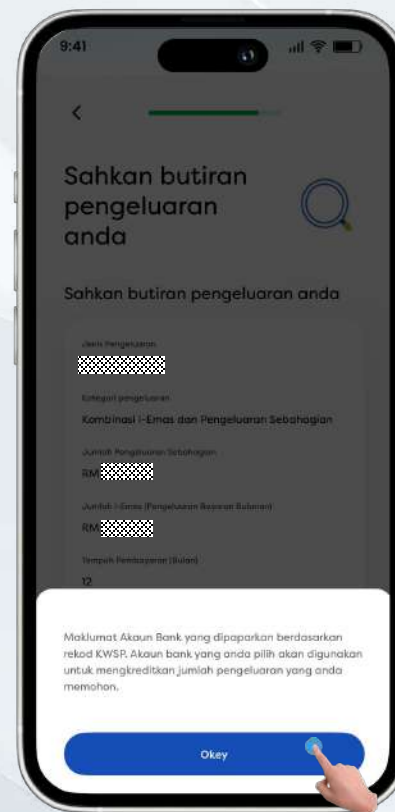 9:41
Sahkan butiran
pengeluaran
anda
Sahkan butiran pengeluaran anda
Jenis Pengeluaran
Kategori pengeluaran
Kombinasi i-Emas dan Pengeluaran Sebahagian
Jumlah Pengeluaran Sebahagian
RM
Jumlah i-Emas (Pengeluaran Bayaran Bulanan)
RM
Tempoh Pembayaran (Bulan)
12
Maklumat Akaun Bank yang dipaparkan berdasarkan
rekod KWSP. Akaun bank yang anda pilih akan digunakan
untuk mengkreditkan jumlah pengeluaran yang anda
memohon.
Okey